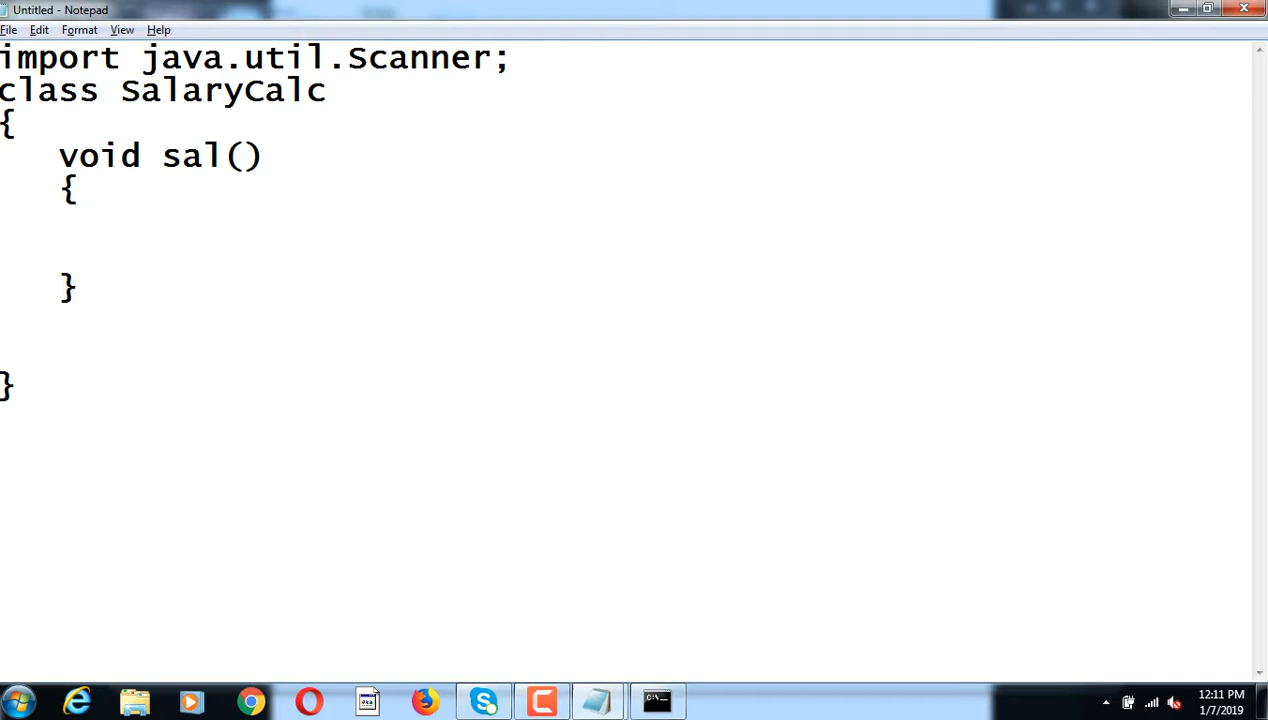 Untitled - Notepad
File Edit Format View Help
import java.util.Scanner;
class SalaryCalc
{
void sal()
{
}
}
C:\
12:11 PM
1/7/2019